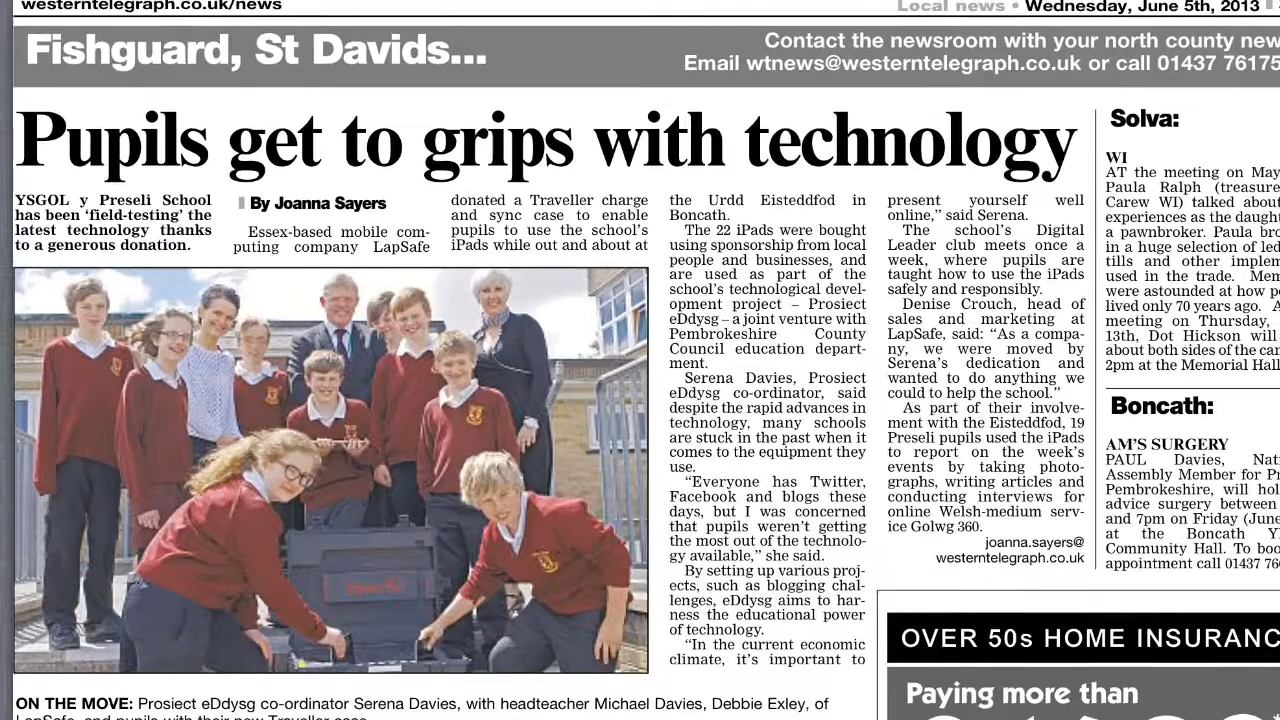 westerntelegraph.co.uk/news
Local news • Wednesday, June 5th, 2013
Fishguard, St Davids...
Contact the newsroom with your north county new
Email wtnews@westerntelegraph.co.uk or call 01437 76175
Pupils get to grips with technology
YSGOL y Preseli School
has been ‘field-testing’ the
latest technology thanks
to a generous donation.
By Joanna Sayers
Essex-based mobile com-
puting company LapSafe
donated a Traveller charge
and sync case to enable
pupils to use the school’s
iPads while out and about at
the Urdd Eisteddfod in
Boncath.
The 22 iPads were bought
using sponsorship from local
people and businesses, and
are used as part of the
school’s technological devel-
opment project – Prosiect
eDdysg – a joint venture with
Pembrokeshire County
Council education depart-
ment.
Serena Davies, Prosiect
eDdysg co-ordinator, said
despite the rapid advances in
technology, many schools
are stuck in the past when it
comes to the equipment they
use.
“Everyone has Twitter,
Facebook and blogs these
days, but I was concerned
that pupils weren’t getting
the most out of the technolo-
gy available,” she said.
By setting up various proj-
ects, such as blogging chal-
lenges, eDdysg aims to har-
ness the educational power
of technology.
“In the current economic
climate, it’s important to
present yourself well
online,” said Serena.
The school’s Digital
Leader club meets once a
week, where pupils are
taught how to use the iPads
safely and responsibly.
Denise Crouch, head of
sales and marketing at
LapSafe, said: “As a compa-
ny, we were moved by
Serena’s dedication and
wanted to do anything we
could to help the school.”
As part of their involve-
ment with the Eisteddfod, 19
Preseli pupils used the iPads
to report on the week’s
events by taking photo-
graphs, writing articles and
conducting interviews for
online Welsh-medium serv-
ice Golwg 360.
joanna.sayers@
westerntelegraph.co.uk
ON THE MOVE: Prosiect eDdysg co-ordinator Serena Davies, with headteacher Michael Davies, Debbie Exley, of
LapSafe, and pupils with their new Traveller case
Solva:
WI
AT the meeting on May
Paula Ralph (treasure
Carew WI) talked about
experiences as the daught
a pawnbroker. Paula bro
in a huge selection of led
tills and other implem
used in the trade. Mem
were astounded at how pe
lived only 70 years ago. A
meeting on Thursday,
13th, Dot Hickson will
about both sides of the can
2pm at the Memorial Hall
Boncath:
AM’S SURGERY
PAUL Davies, Nati
Assembly Member for Pr
Pembrokeshire, will hol
advice surgery between
and 7pm on Friday (June
at the Boncath Y
Community Hall. To boo
appointment call 01437 76
OVER 50s HOME INSURANC
Paying more than